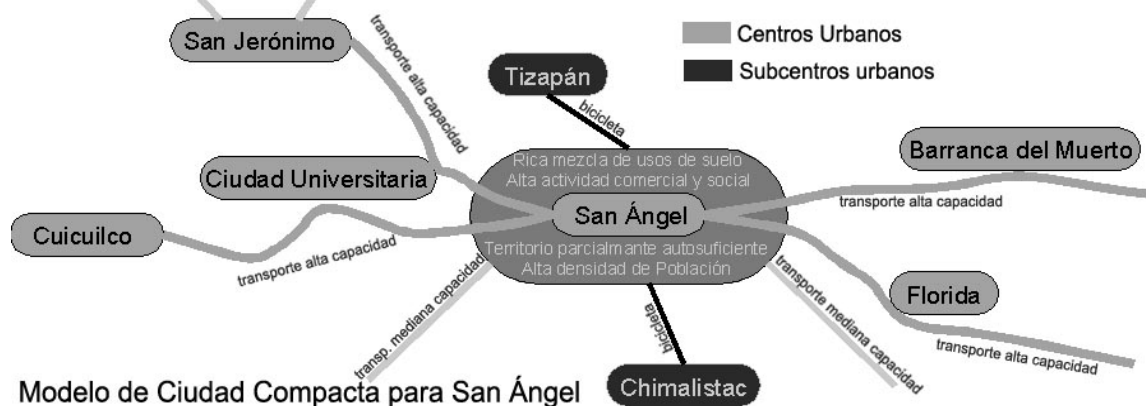 San Jerónimo
transporte alta capacidad
Centros Urbanos
Subcentros urbanos
Tizapán
bicicleta
Rica mezcla de usos de suelo
Alta actividad comercial y social
Barranca del Muerto
Ciudad Universitaria
San Ángel
transporte alta capacidad
Cuicuilco
transporte alta capacidad
Territorio parcialmante autosuficiente
Alta densidad de Población
Florida
transp. mediana capacidad
bicicleta
transporte mediana capacidad
transporte alta capacidad
Modelo de Ciudad Compacta para San Ángel
Chimalistac